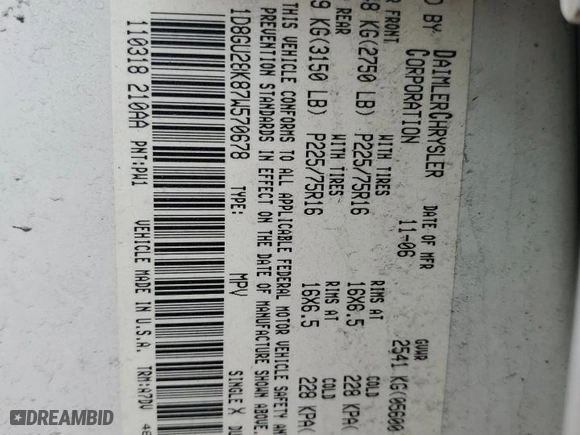 D BY: DAIMLERCHRYSLER CORPORATION
DATE OF MFR 11-06
GVWR 2541 KG(05600
FRONT WITH TIRES RIMS AT COLD
8 KG(2750 LB) P225/75R16 16X6.5 228 KPA(
REAR WITH TIRES RIMS AT COLD
9 KG(3150 LB) P225/75R16 16X6.5 228 KPA(
THIS VEHICLE CONFORMS TO ALL APPLICABLE FEDERAL MOTOR VEHICLE SAFETY AN
PREVENTION STANDARDS IN EFFECT ON THE DATE OF MANUFACTURE SHOWN ABOVE.
1D8GU28K87W570678 TYPE: MPV SINGLE X DU
110318 210AA PNT:PW1 VEHICLE MADE IN U.S.A. TRM:A7DV 4E
DREAMBID